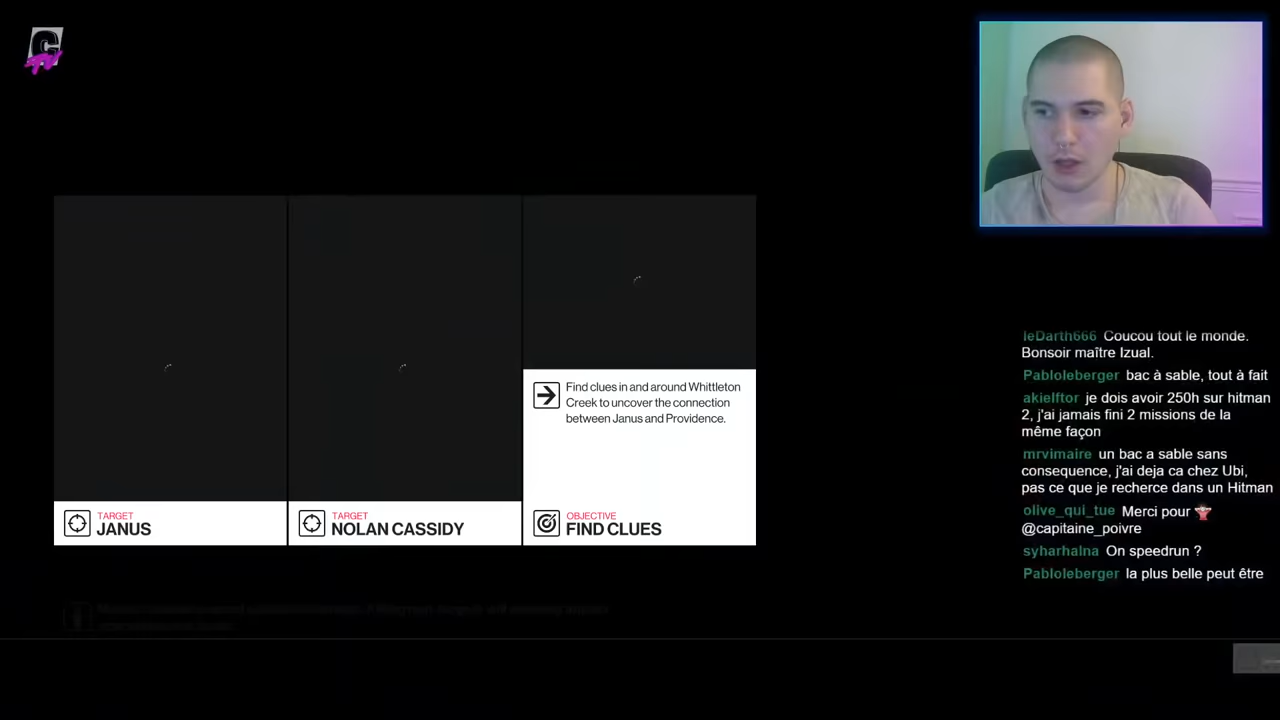 C
TV
leDarth666 Coucou tout le monde.
Bonsoir maître Izual.
Pabloleberger bac à sable, tout à fait
akielftor je dois avoir 250h sur hitman
2, j'ai jamais fini 2 missions de la
même façon
mrvimaire un bac a sable sans
consequence, j'ai deja ca chez Ubi,
pas ce que je recherce dans un Hitman
olive_qui_tue Merci pour
@capitaine_poivre
syharhalna On speedrun ?
Pabloleberger la plus belle peut être
Find clues in and around Whittleton
Creek to uncover the connection
between Janus and Providence.
TARGET
JANUS
TARGET
NOLAN CASSIDY
OBJECTIVE
FIND CLUES